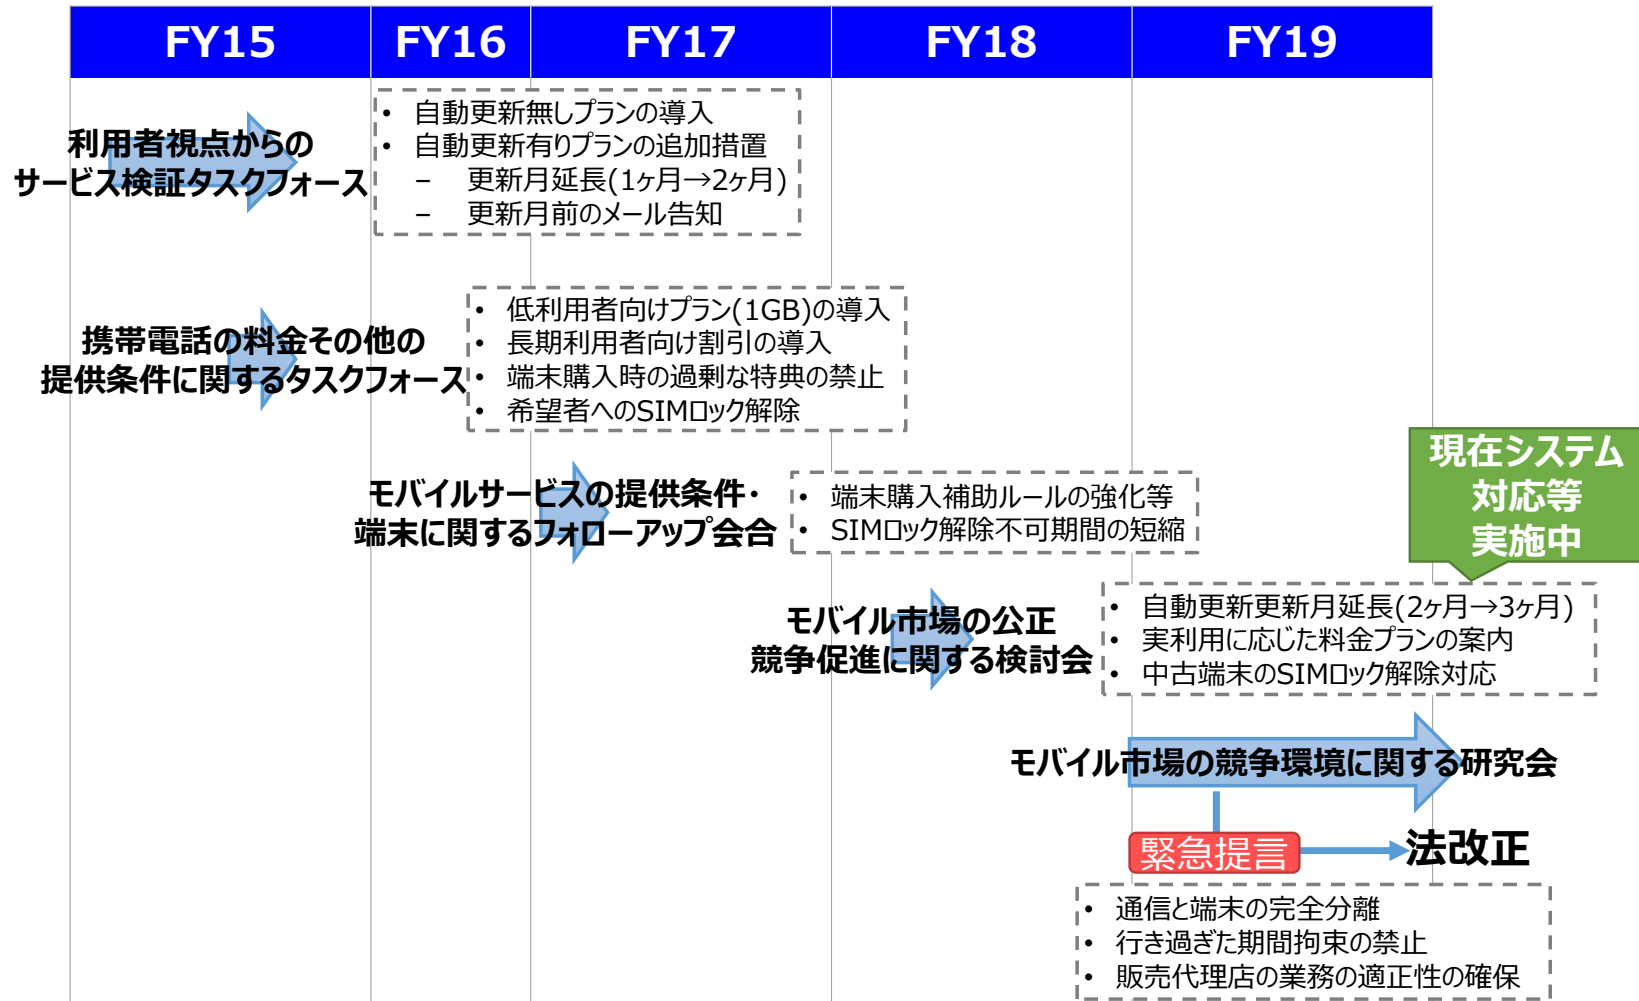 FY15 FY16 FY17 FY18 FY19
利用者視点からの
サービス検証タスクフォース
• 自動更新無しプランの導入
• 自動更新有りプランの追加措置
– 更新月延長(1ヶ月→2ヶ月)
– 更新月前のメール告知
携帯電話の料金その他の
提供条件に関するタスクフォース
• 低利用者向けプラン(1GB)の導入
• 長期利用者向け割引の導入
• 端末購入時の過剰な特典の禁止
• 希望者へのSIMロック解除
モバイルサービスの提供条件・
端末に関するフォローアップ会合
• 端末購入補助ルールの強化等
• SIMロック解除不可期間の短縮
現在システム
対応等
実施中
モバイル市場の公正
競争促進に関する検討会
• 自動更新更新月延長(2ヶ月→3ヶ月)
• 実利用に応じた料金プランの案内
• 中古端末のSIMロック解除対応
モバイル市場の競争環境に関する研究会
緊急提言
法改正
• 通信と端末の完全分離
• 行き過ぎた期間拘束の禁止
• 販売代理店の業務の適正性の確保